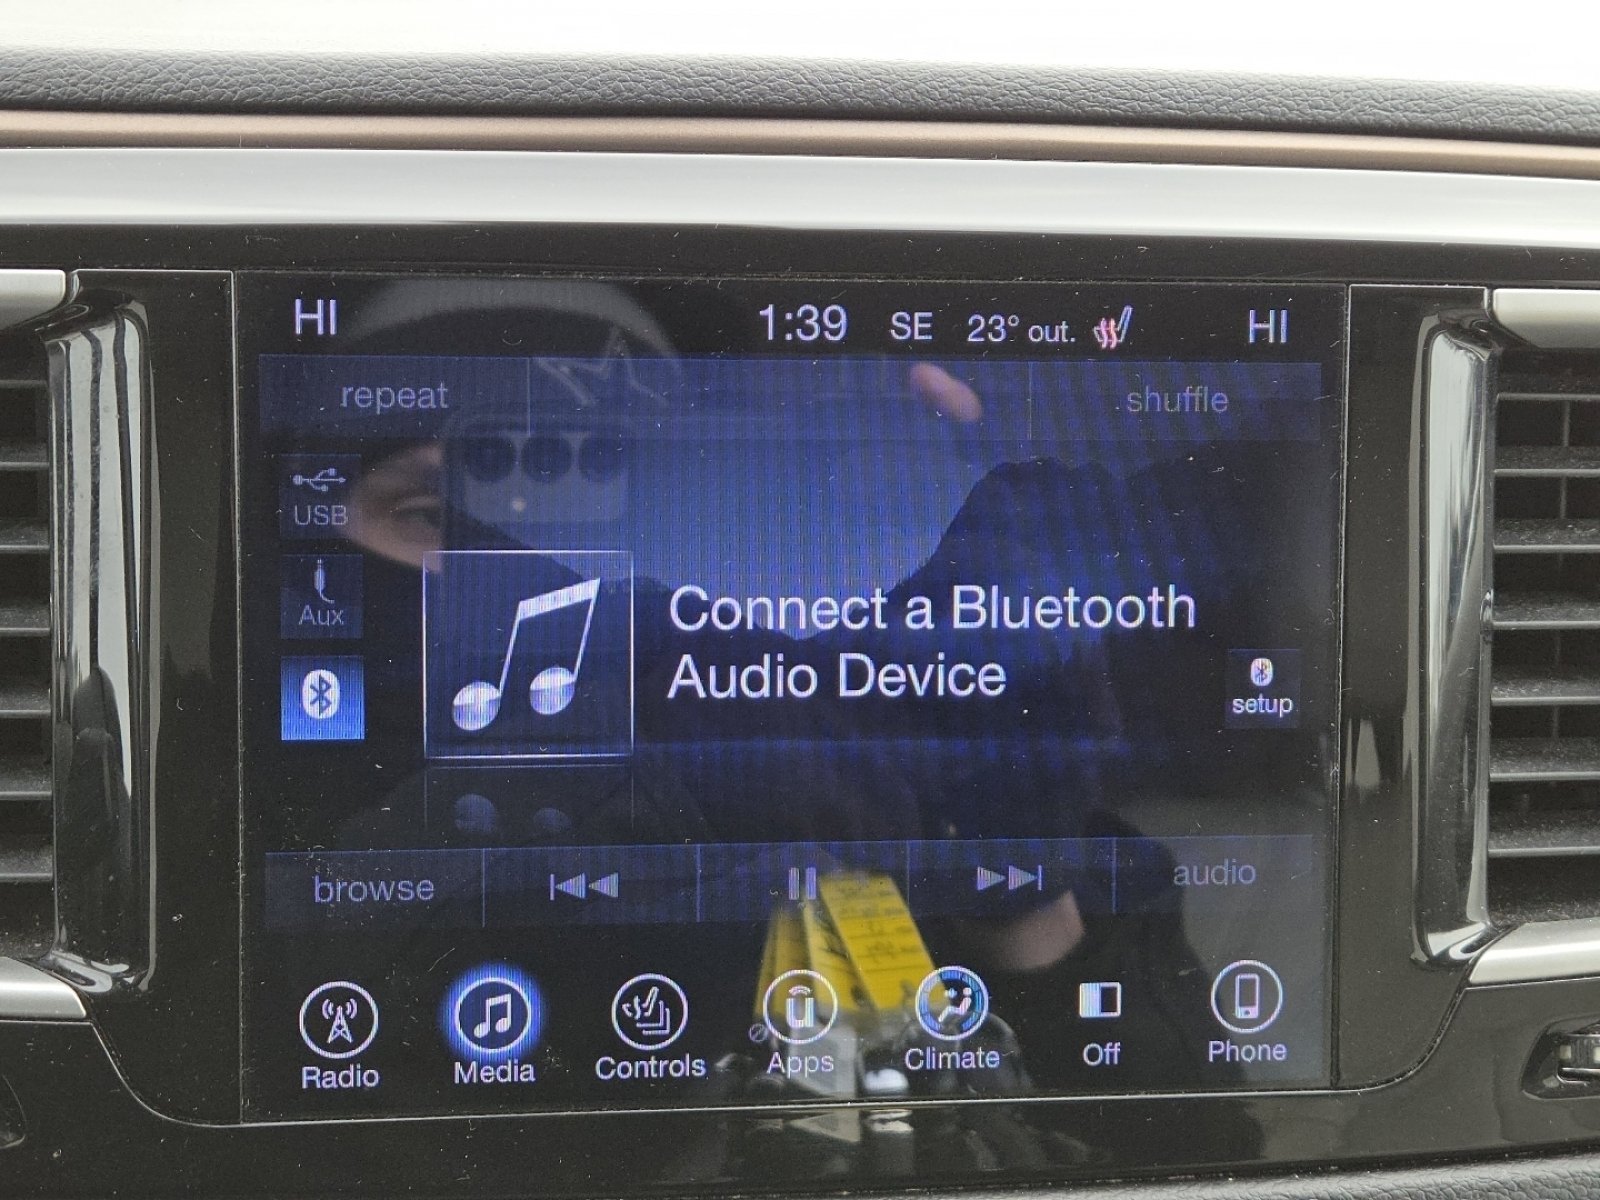 HI 1:39 SE 23° out. HI
repeat shuffle
USB
Aux
Connect a Bluetooth
Audio Device
setup
browse audio
Radio Media Controls Apps Climate Off Phone